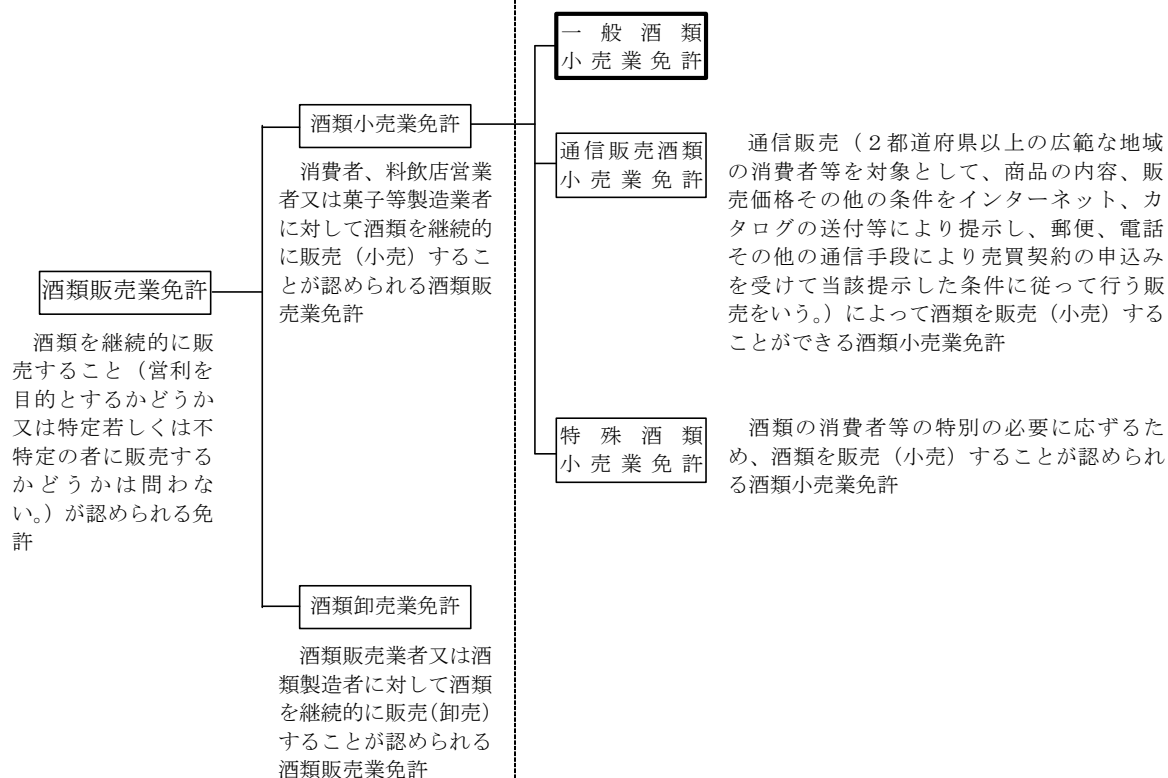 酒類販売業免許
酒類を継続的に販
売すること（営利を
目的とするかどうか
又は特定若しくは不
特定の者に販売する
かどうかは問わな
い。）が認められる免
許
酒類小売業免許
消費者、料飲店営業
者又は菓子等製造業者
に対して酒類を継続的
に販売（小売）するこ
とが認められる酒類販
売業免許
酒類卸売業免許
酒類販売業者又は酒
類製造者に対して酒類
を継続的に販売(卸売)
することが認められる
酒類販売業免許
一般酒類
小売業免許
通信販売酒類
小売業免許
通信販売（２都道府県以上の広範な地域
の消費者等を対象として、商品の内容、販
売価格その他の条件をインターネット、カ
タログの送付等により提示し、郵便、電話
その他の通信手段により売買契約の申込み
を受けて当該提示した条件に従って行う販
売をいう。）によって酒類を販売（小売）する
ことができる酒類小売業免許
特殊酒類
小売業免許
酒類の消費者等の特別の必要に応ずるた
め、酒類を販売（小売）することが認められ
る酒類小売業免許